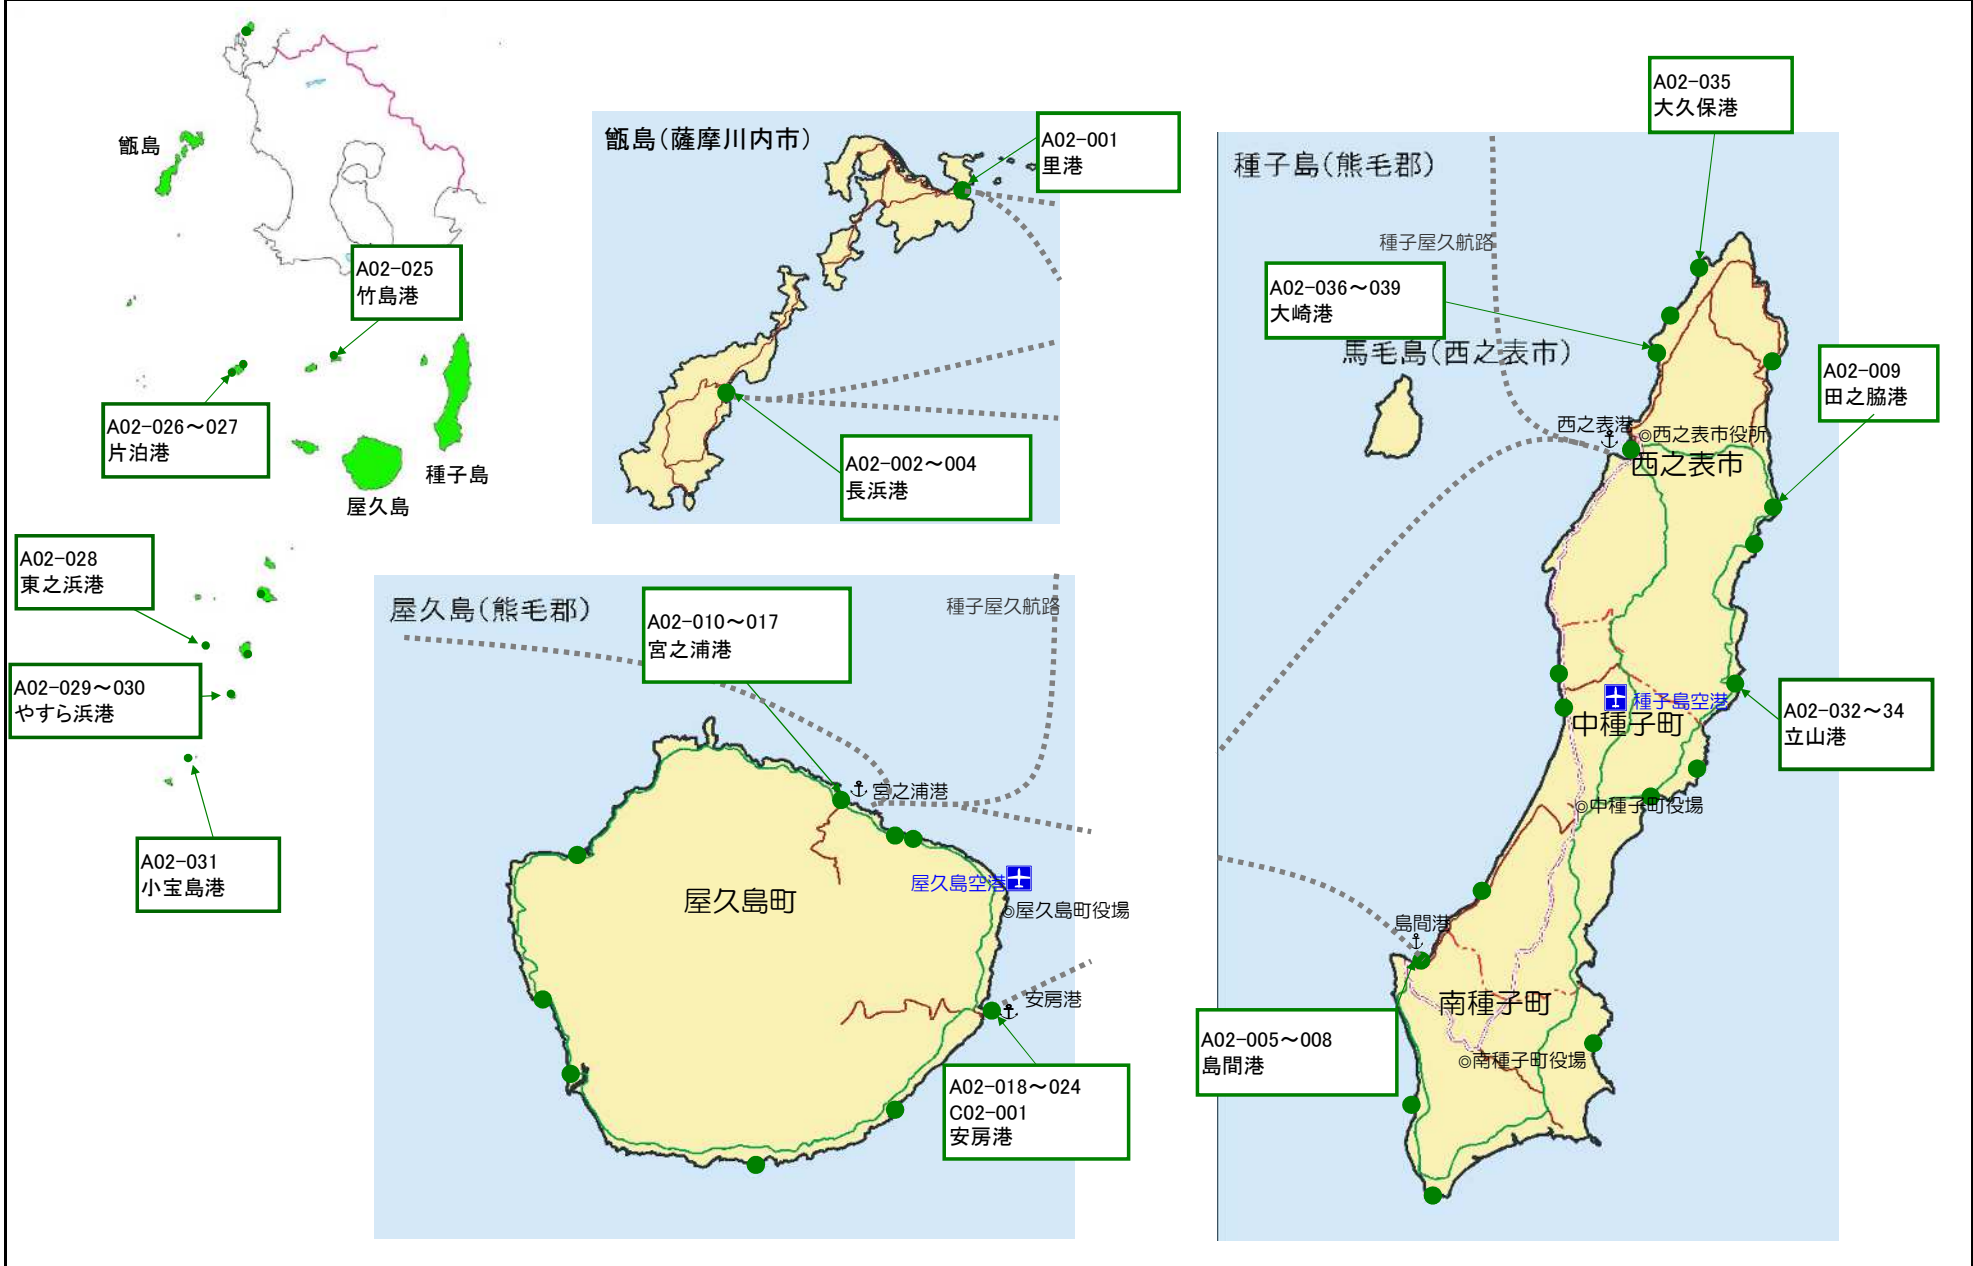 甑島
A02-025
竹島港
A02-026～027
片泊港
種子島
屋久島
A02-028
東之浜港
A02-029～030
やすら浜港
A02-031
小宝島港
甑島(薩摩川内市)
A02-001
里港
A02-002～004
長浜港
屋久島(熊毛郡)
種子屋久航路
A02-010～017
宮之浦港
宮之浦港
屋久島空港
屋久島町
◎屋久島町役場
安房港
A02-018～024
C02-001
安房港
種子島(熊毛郡)
A02-035
大久保港
種子屋久航路
A02-036～039
大崎港
馬毛島(西之表市)
A02-009
田之脇港
西之表港
◎西之表市役所
西之表市
種子島空港
中種子町
A02-032～34
立山港
◎中種子町役場
島間港
南種子町
A02-005～008
島間港
◎南種子町役場